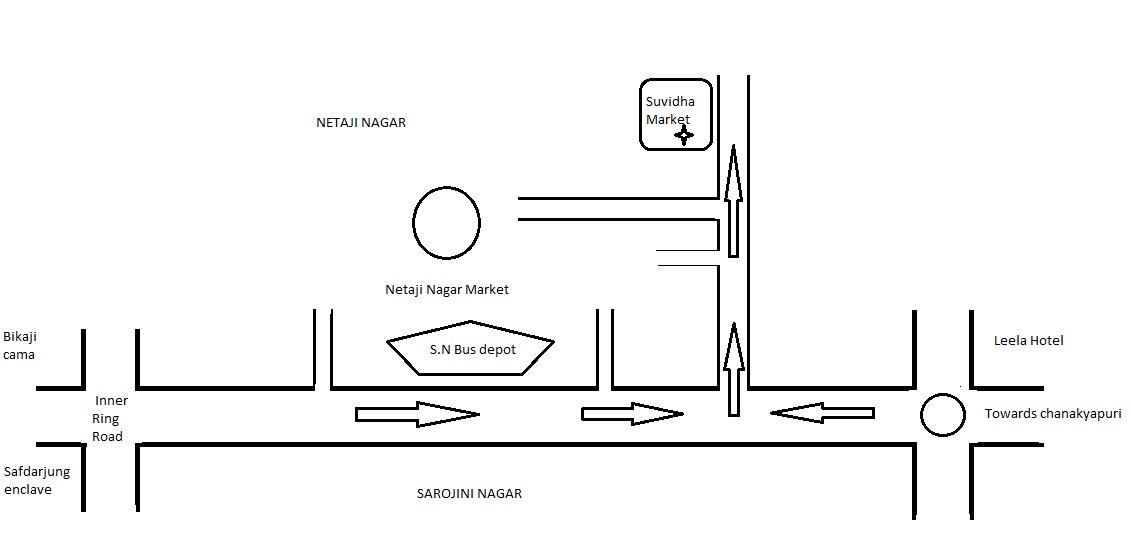 Suvidha
Market
NETAJI NAGAR
Netaji Nagar Market
Bikaji
cama
S.N Bus depot
Leela Hotel
Inner
Ring
Road
Towards chanakyapuri
Safdarjung
enclave
SAROJINI NAGAR